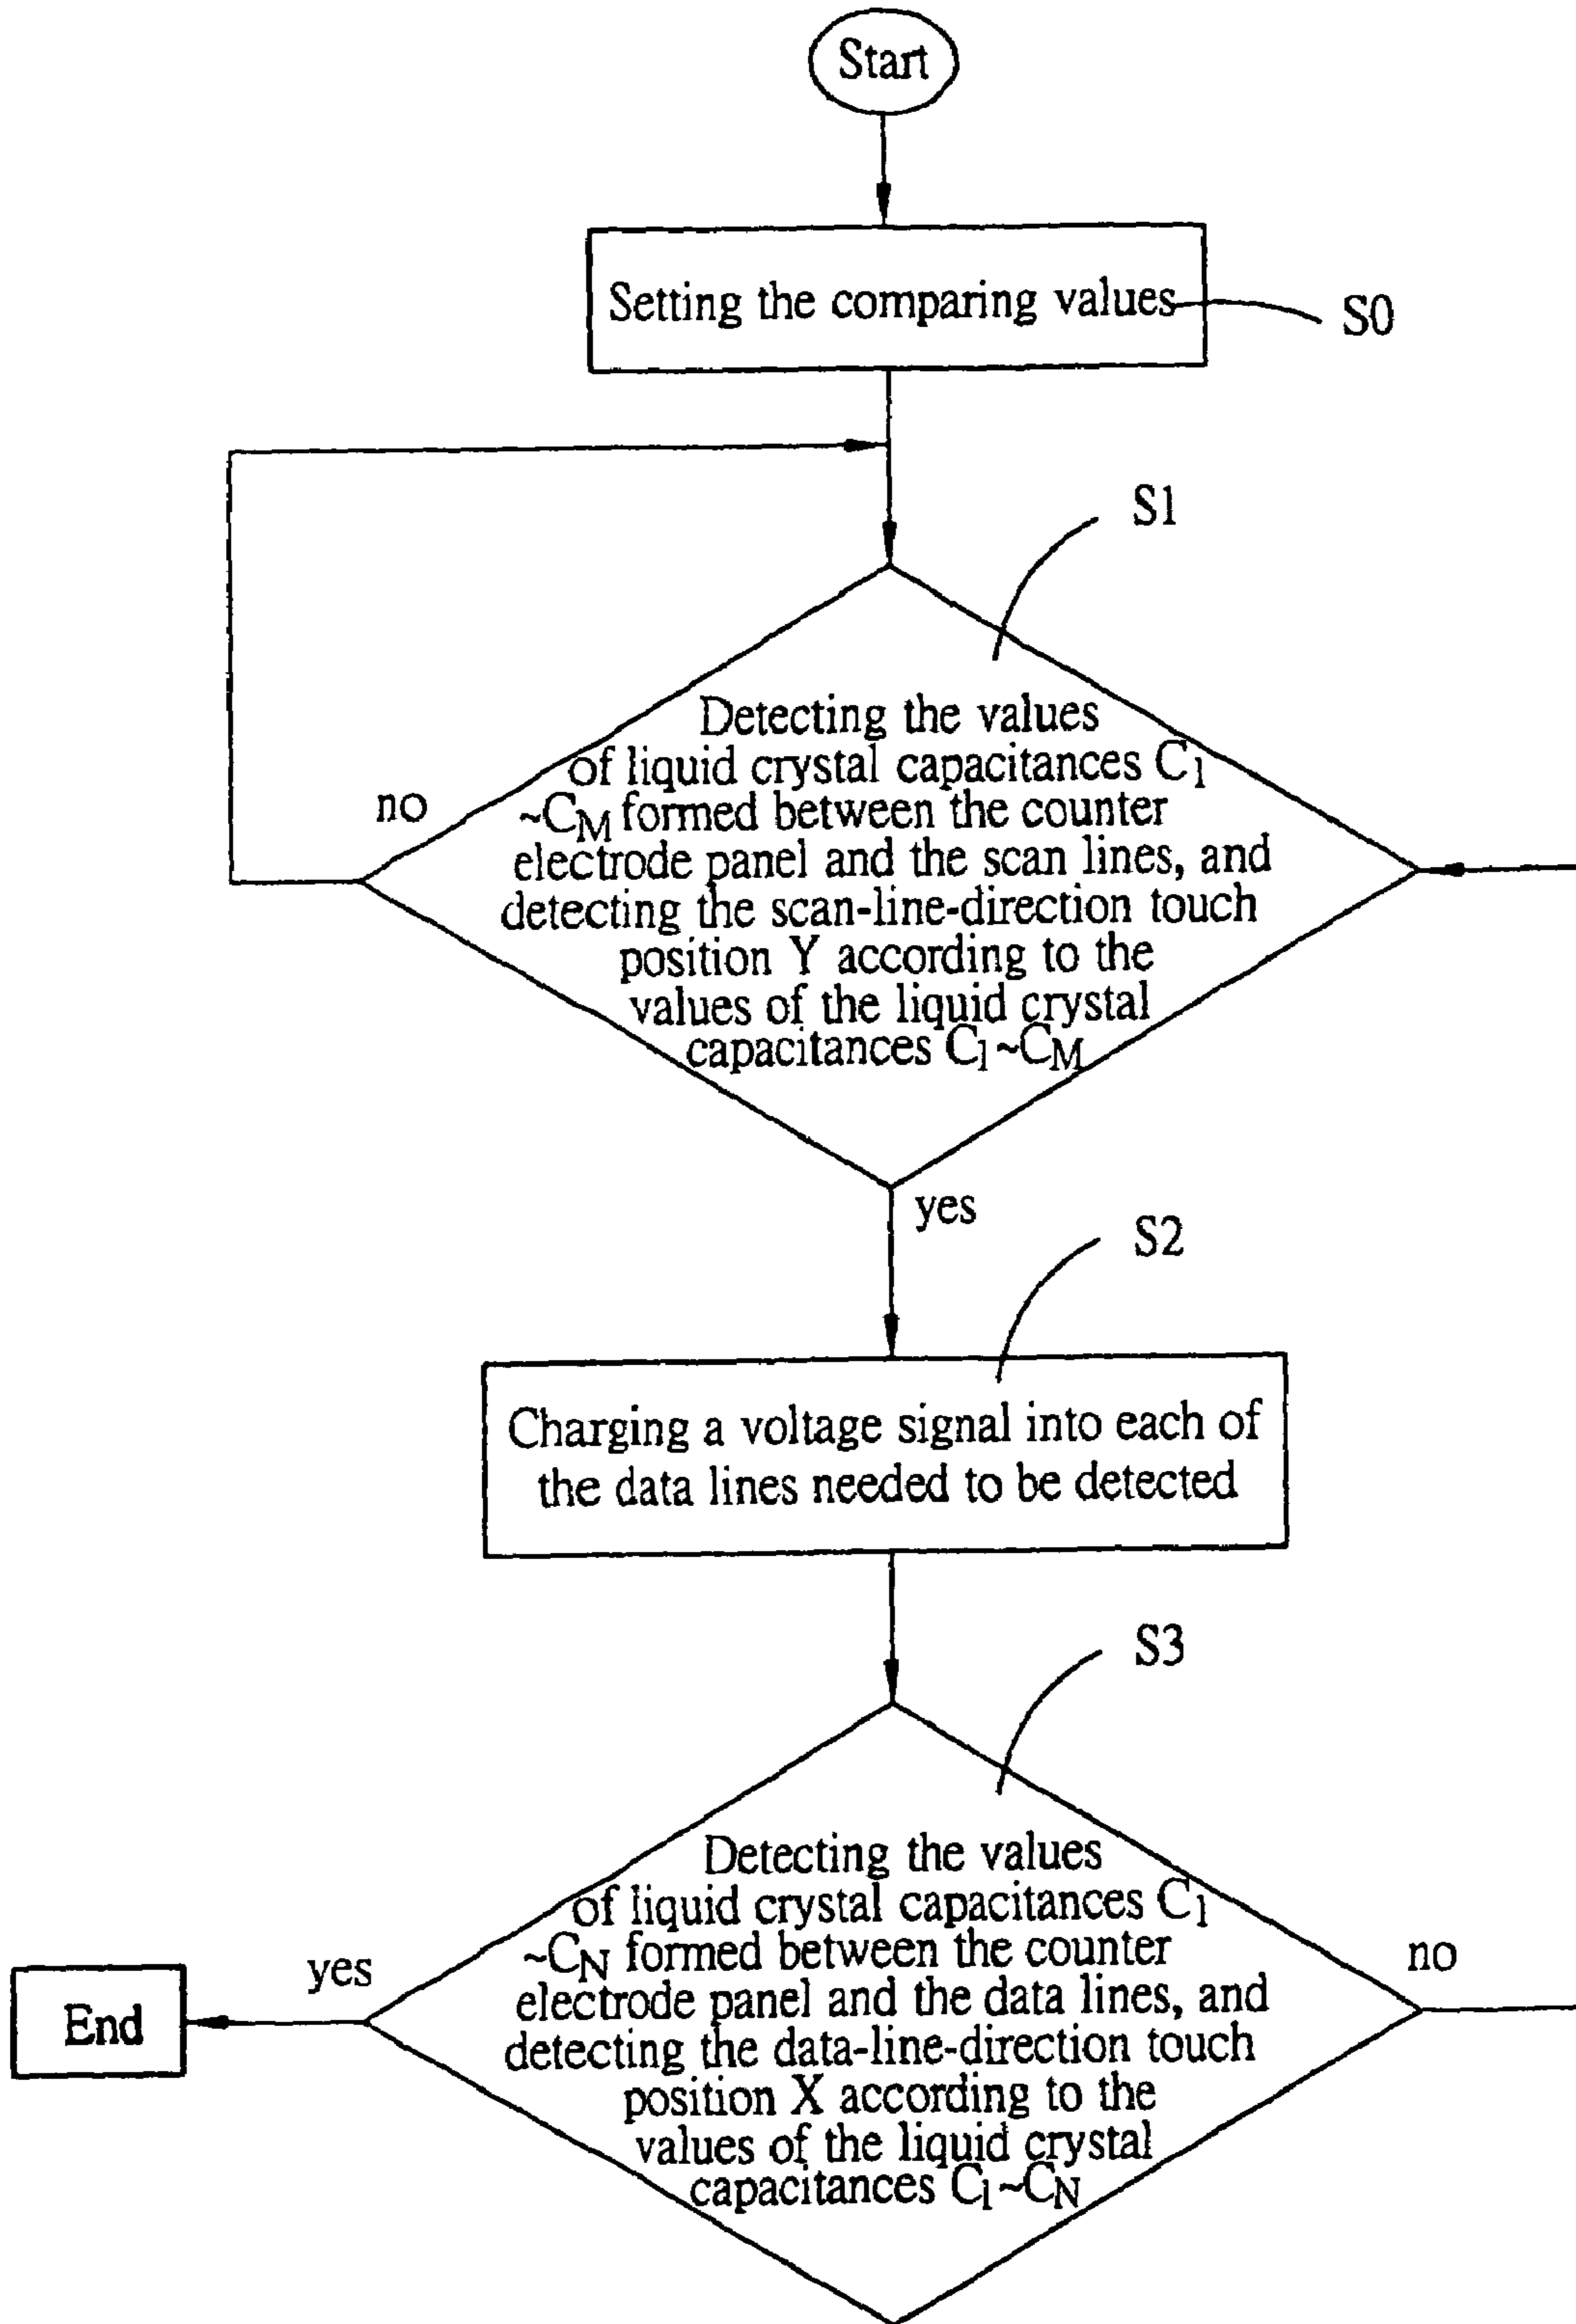 Start
Setting the comparing values
S0
S1
Detecting the values
of liquid crystal capacitances C1
~CM formed between the counter
electrode panel and the scan lines, and
detecting the scan-line-direction touch
position Y according to the
values of the liquid crystal
capacitances C1~CM
no
yes
S2
Charging a voltage signal into each of
the data lines needed to be detected
S3
Detecting the values
of liquid crystal capacitances C1
~CN formed between the counter
electrode panel and the data lines, and
detecting the data-line-direction touch
position X according to the
values of the liquid crystal
capacitances C1~CN
no
yes
End